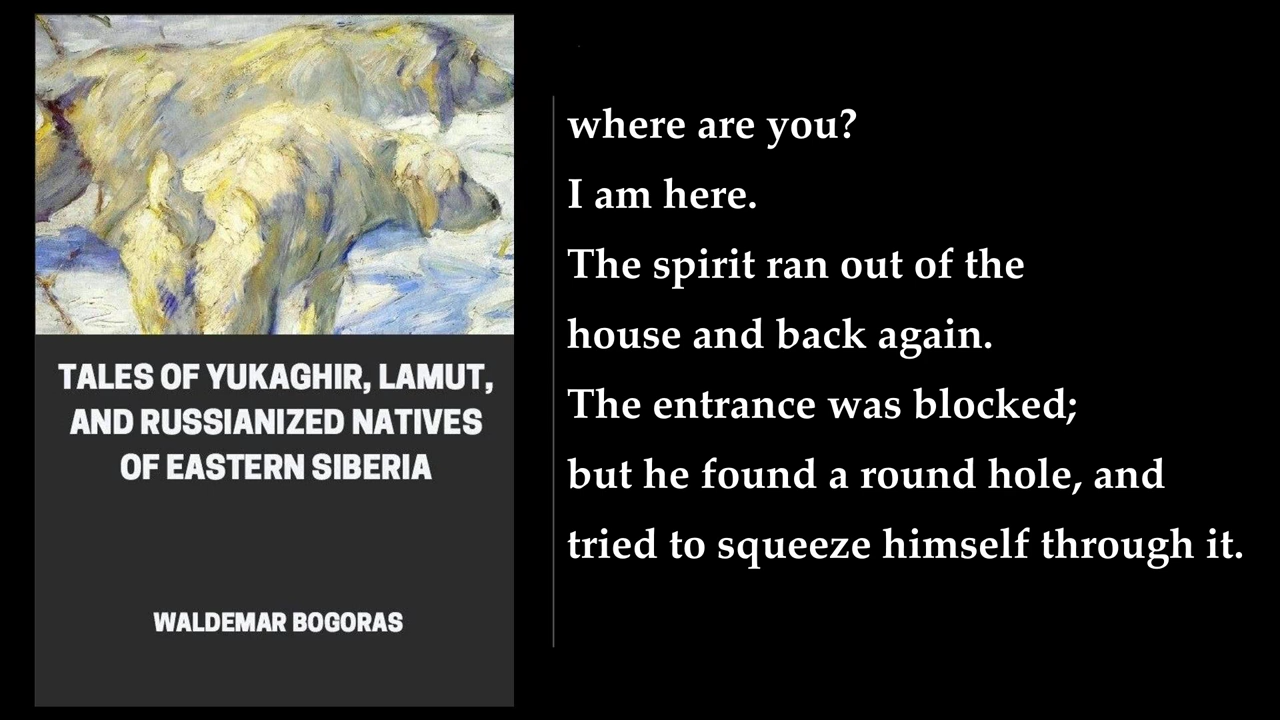 TALES OF YUKAGHIR, LAMUT,
AND RUSSIANIZED NATIVES
OF EASTERN SIBERIA
WALDEMAR BOGORAS
where are you?
I am here.
The spirit ran out of the
house and back again.
The entrance was blocked;
but he found a round hole, and
tried to squeeze himself through it.